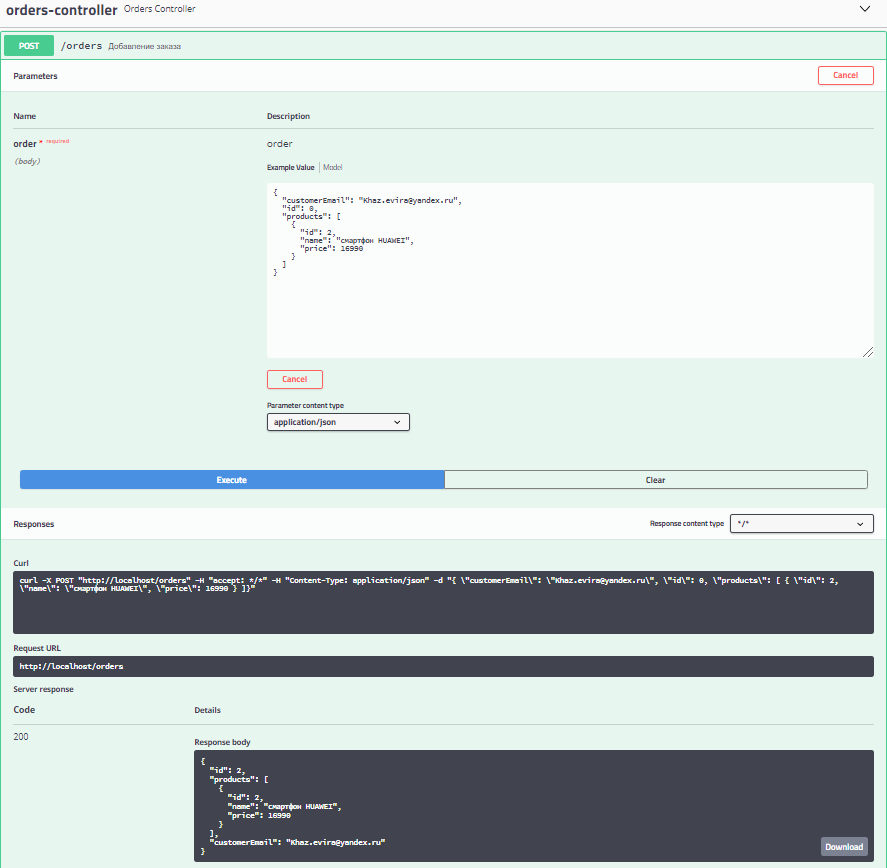 orders-controller Orders Controller
POST /orders Добавление заказа
Parameters Cancel
Name Description
order * required order
(body)
Example Value | Model
{
"customerEmail": "Khaz.evira@yandex.ru",
"id": 0,
"products": [
{
"id": 2,
"name": "смартфон HUAWEI",
"price": 16990
}
]
}
Cancel
Parameter content type
application/json
Execute Clear
Responses Response content type */*
Curl
curl -X POST "http://localhost/orders" -H "accept: */*" -H "Content-Type: application/json" -d "{ \"customerEmail\": \"Khaz.evira@yandex.ru\", \"id\": 0, \"products\": [ { \"id\": 2,
\"name\": \"смартфон HUAWEI\", \"price\": 16990 } ]}"
Request URL
http://localhost/orders
Server response
Code Details
200
Response body
{
"id": 2,
"products": [
{
"id": 2,
"name": "смартфон HUAWEI",
"price": 16990
}
],
"customerEmail": "Khaz.evira@yandex.ru"
}
Download